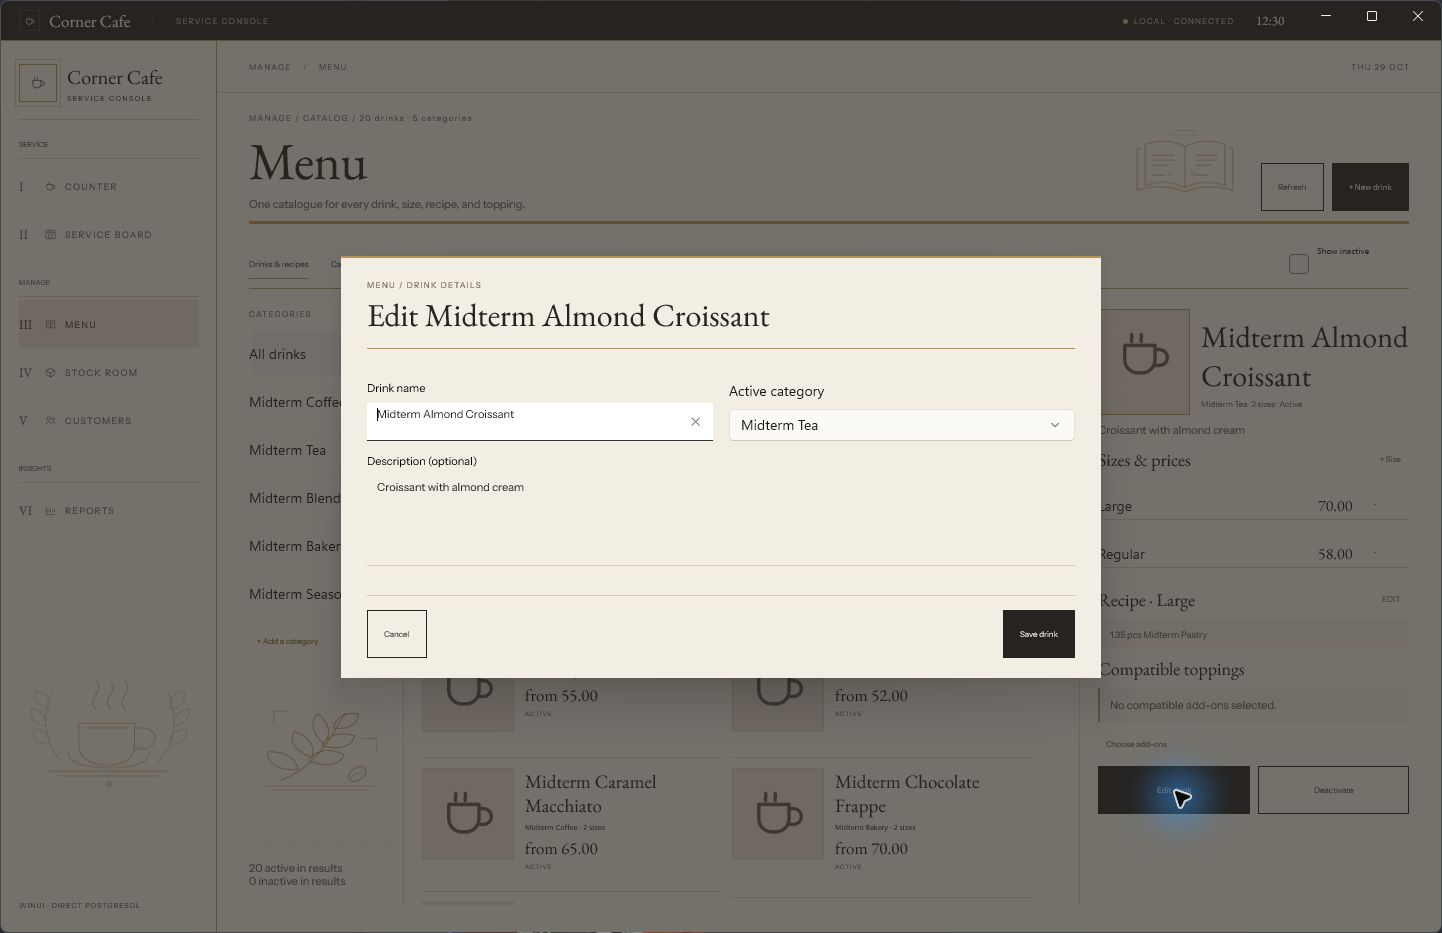 Corner Cafe
SERVICE CONSOLE
LOCAL · CONNECTED
12:30
Corner Cafe
SERVICE CONSOLE
SERVICE
I COUNTER
II SERVICE BOARD
MANAGE
III MENU
IV STOCK ROOM
V CUSTOMERS
INSIGHTS
VI REPORTS
WINUI · DIRECT POSTGRESQL
MANAGE / MENU
THU 29 OCT
MANAGE / CATALOG / 20 drinks · 5 categories
Menu
One catalogue for every drink, size, recipe, and topping.
Refresh
+ New drink
Drinks & recipes
Show inactive
CATEGORIES
All drinks
Midterm Coffee
Midterm Tea
Midterm Blend
Midterm Baker
Midterm Seaso
+ Add a category
20 active in results
0 inactive in results
MENU / DRINK DETAILS
Edit Midterm Almond Croissant
Drink name
Midterm Almond Croissant
Active category
Midterm Tea
Description (optional)
Croissant with almond cream
Cancel
Save drink
from 55.00
ACTIVE
from 52.00
ACTIVE
Midterm Caramel
Macchiato
Midterm Coffee · 2 sizes
from 65.00
ACTIVE
Midterm Chocolate
Frappe
Midterm Bakery · 2 sizes
from 70.00
ACTIVE
Midterm Almond
Croissant
Midterm Tea · 2 sizes · Active
Croissant with almond cream
Sizes & prices
+ Size
Large 70.00 -
Regular 58.00 -
Recipe · Large
EDIT
1.35 pcs Midterm Pastry
Compatible toppings
No compatible add-ons selected.
Choose add-ons
Deactivate